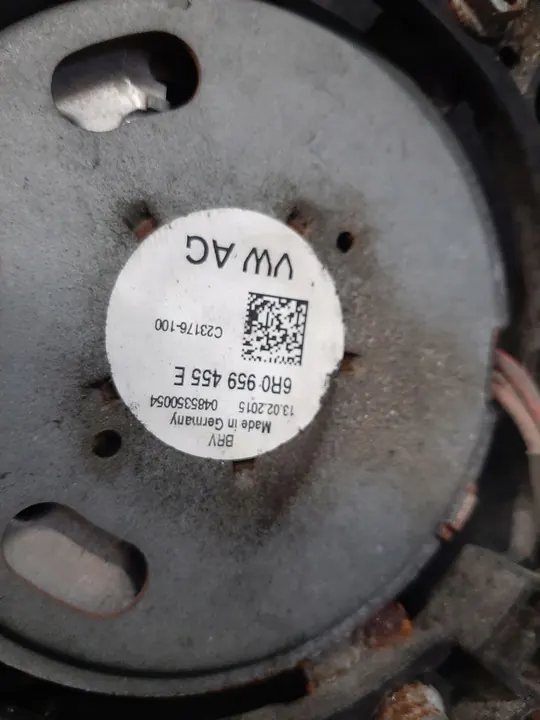 VW AG
C23176-100
6R0 959 455 E
13.02.2015 0485350054
Made in Germany
BRV